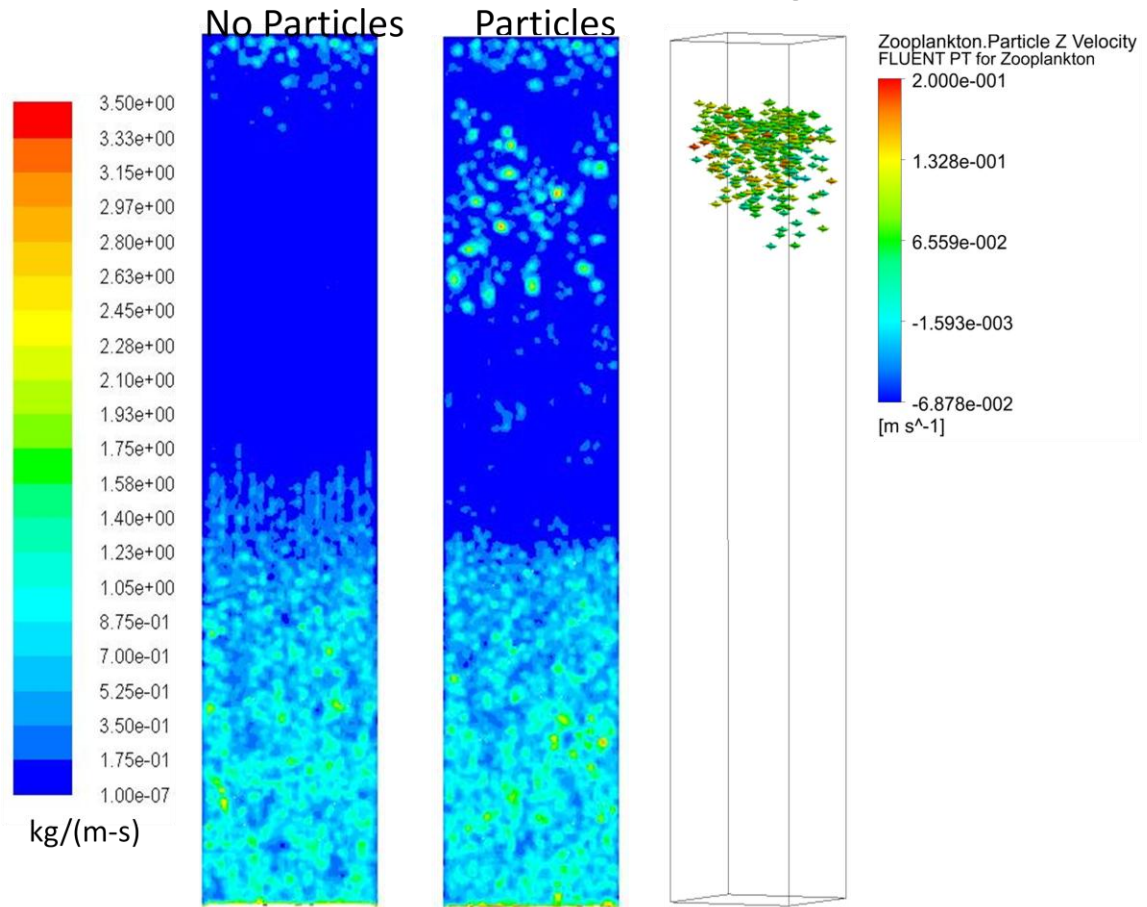 No Particles
Particles
3.50e+00
3.33e+00
3.15e+00
2.97e+00
2.80e+00
2.63e+00
2.45e+00
2.28e+00
2.10e+00
1.93e+00
1.75e+00
1.58e+00
1.40e+00
1.23e+00
1.05e+00
8.75e-01
7.00e-01
5.25e-01
3.50e-01
1.75e-01
1.00e-07
kg/(m-s)
Zooplankton.Particle Z Velocity
FLUENT PT for Zooplankton
2.000e-001
1.328e-001
6.559e-002
-1.593e-003
-6.878e-002
[m s^-1]